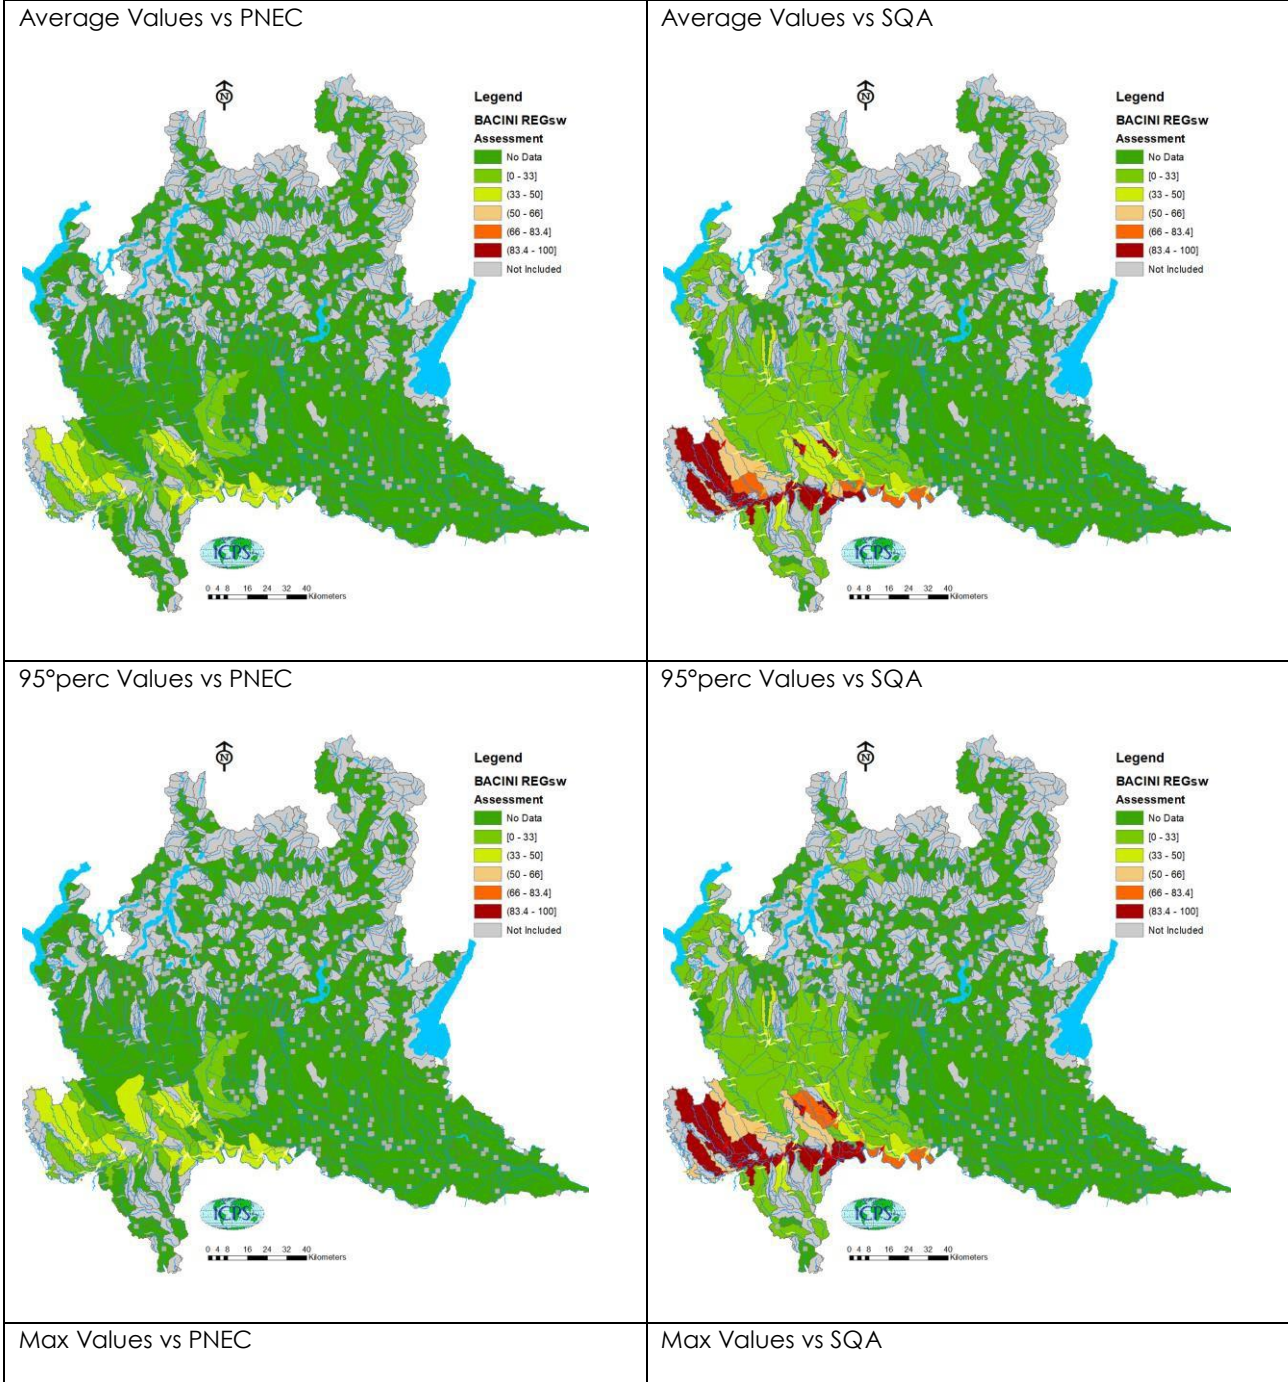 Average Values vs PNEC
N
Legend
BACINI REGsw
Assessment
No Data
[0 - 33]
(33 - 50]
(50 - 66]
(66 - 83.4]
(83.4 - 100]
Not Included
ICPS
0 4 8 16 24 32 40
Kilometers
Average Values vs SQA
N
Legend
BACINI REGsw
Assessment
No Data
[0 - 33]
(33 - 50]
(50 - 66]
(66 - 83.4]
(83.4 - 100]
Not Included
ICPS
0 4 8 16 24 32 40
Kilometers
95°perc Values vs PNEC
N
Legend
BACINI REGsw
Assessment
No Data
[0 - 33]
(33 - 50]
(50 - 66]
(66 - 83.4]
(83.4 - 100]
Not Included
ICPS
0 4 8 16 24 32 40
Kilometers
95°perc Values vs SQA
N
Legend
BACINI REGsw
Assessment
No Data
[0 - 33]
(33 - 50]
(50 - 66]
(66 - 83.4]
(83.4 - 100]
Not Included
ICPS
0 4 8 16 24 32 40
Kilometers
Max Values vs PNEC
Max Values vs SQA